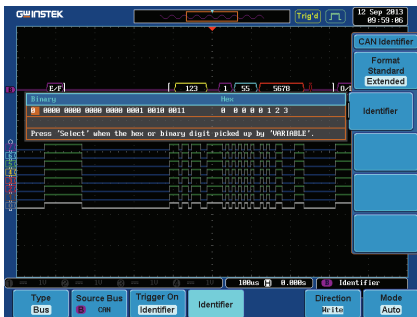 GWINSTEK Trig'd 12 Sep 2013
09:59:06
CAN Identifier
Format
Standard
Extended
Identifier
E/F 123 1 55 5678
Binary Hex
0 0000 0000 0000 0000 0001 0010 0011 0 0 0 0 0 1 2 3
Press 'Select' when the hex or binary digit picked up by 'VARIABLE'.
100us 0.000s B Identifier
Type
Bus
Source Bus
B CAN
Trigger On
Identifier
Identifier
Direction
Write
Mode
Auto